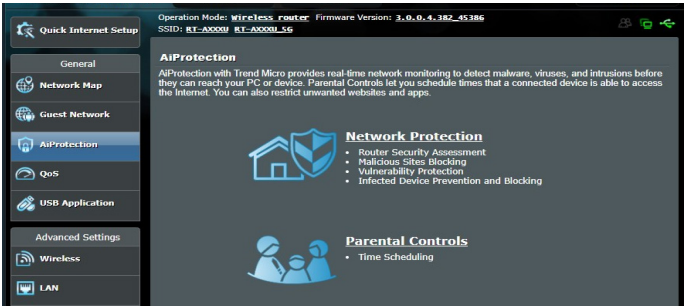 Quick Internet Setup
General
Network Map
Guest Network
AiProtection
QoS
USB Application
Advanced Settings
Wireless
LAN
Operation Mode: Wireless router Firmware Version: 3.0.0.4.382_45386
SSID: RT-AXXXU RT-AXXXU_5G
AiProtection
AiProtection with Trend Micro provides real-time network monitoring to detect malware, viruses, and intrusions before
they can reach your PC or device. Parental Controls let you schedule times that a connected device is able to access
the Internet. You can also restrict unwanted websites and apps.
Network Protection
• Router Security Assessment
• Malicious Sites Blocking
• Vulnerability Protection
• Infected Device Prevention and Blocking
Parental Controls
• Time Scheduling